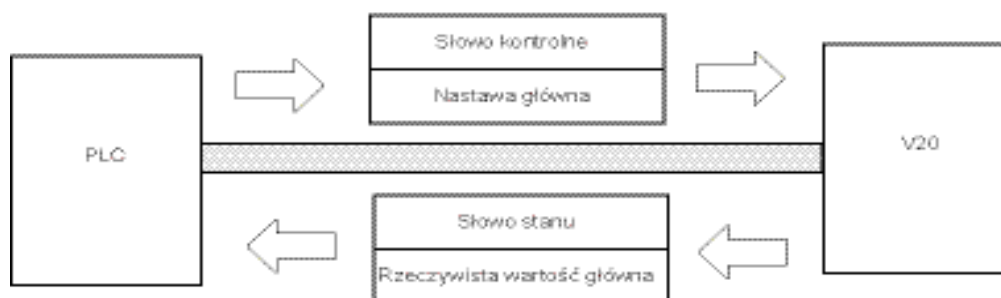 Słowo kontrolne
Nastawa główna
PLC
V20
Słowo stanu
Rzeczywista wartość główna